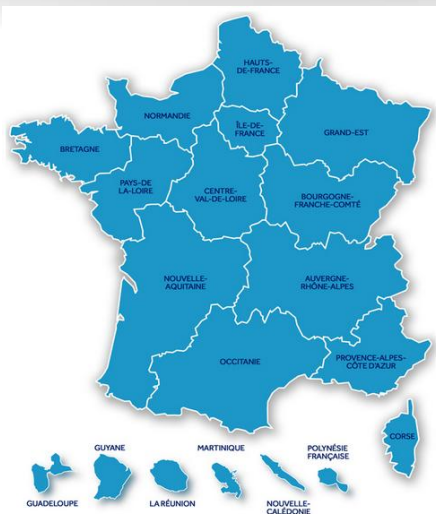 HAUTS-
DE-FRANCE
NORMANDIE
ÎLE-DE-
FRANCE
GRAND-EST
BRETAGNE
PAYS-DE
LA-LOIRE
CENTRE-
VAL-DE-LOIRE
BOURGOGNE-
FRANCHE-COMTÉ
NOUVELLE-
AQUITAINE
AUVERGNE-
RHÔNE-ALPES
OCCITANIE
PROVENCE-ALPES-
CÔTE D'AZUR
CORSE
GUADELOUPE
GUYANE
LA RÉUNION
MARTINIQUE
NOUVELLE-
CALÉDONIE
POLYNÉSIE
FRANÇAISE